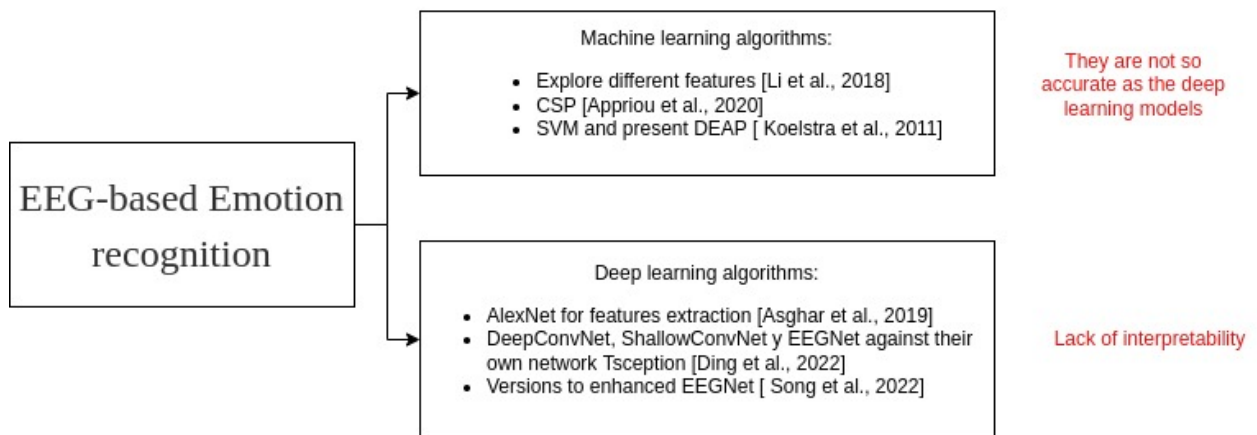 EEG-based Emotion
recognition
Machine learning algorithms:
• Explore different features [Li et al., 2018]
• CSP [Appriou et al., 2020]
• SVM and present DEAP [ Koelstra et al., 2011]
They are not so
accurate as the deep
learning models
Deep learning algorithms:
• AlexNet for features extraction [Asghar et al., 2019]
• DeepConvNet, ShallowConvNet y EEGNet against their
own network Tsception [Ding et al., 2022]
• Versions to enhanced EEGNet [ Song et al., 2022]
Lack of interpretability